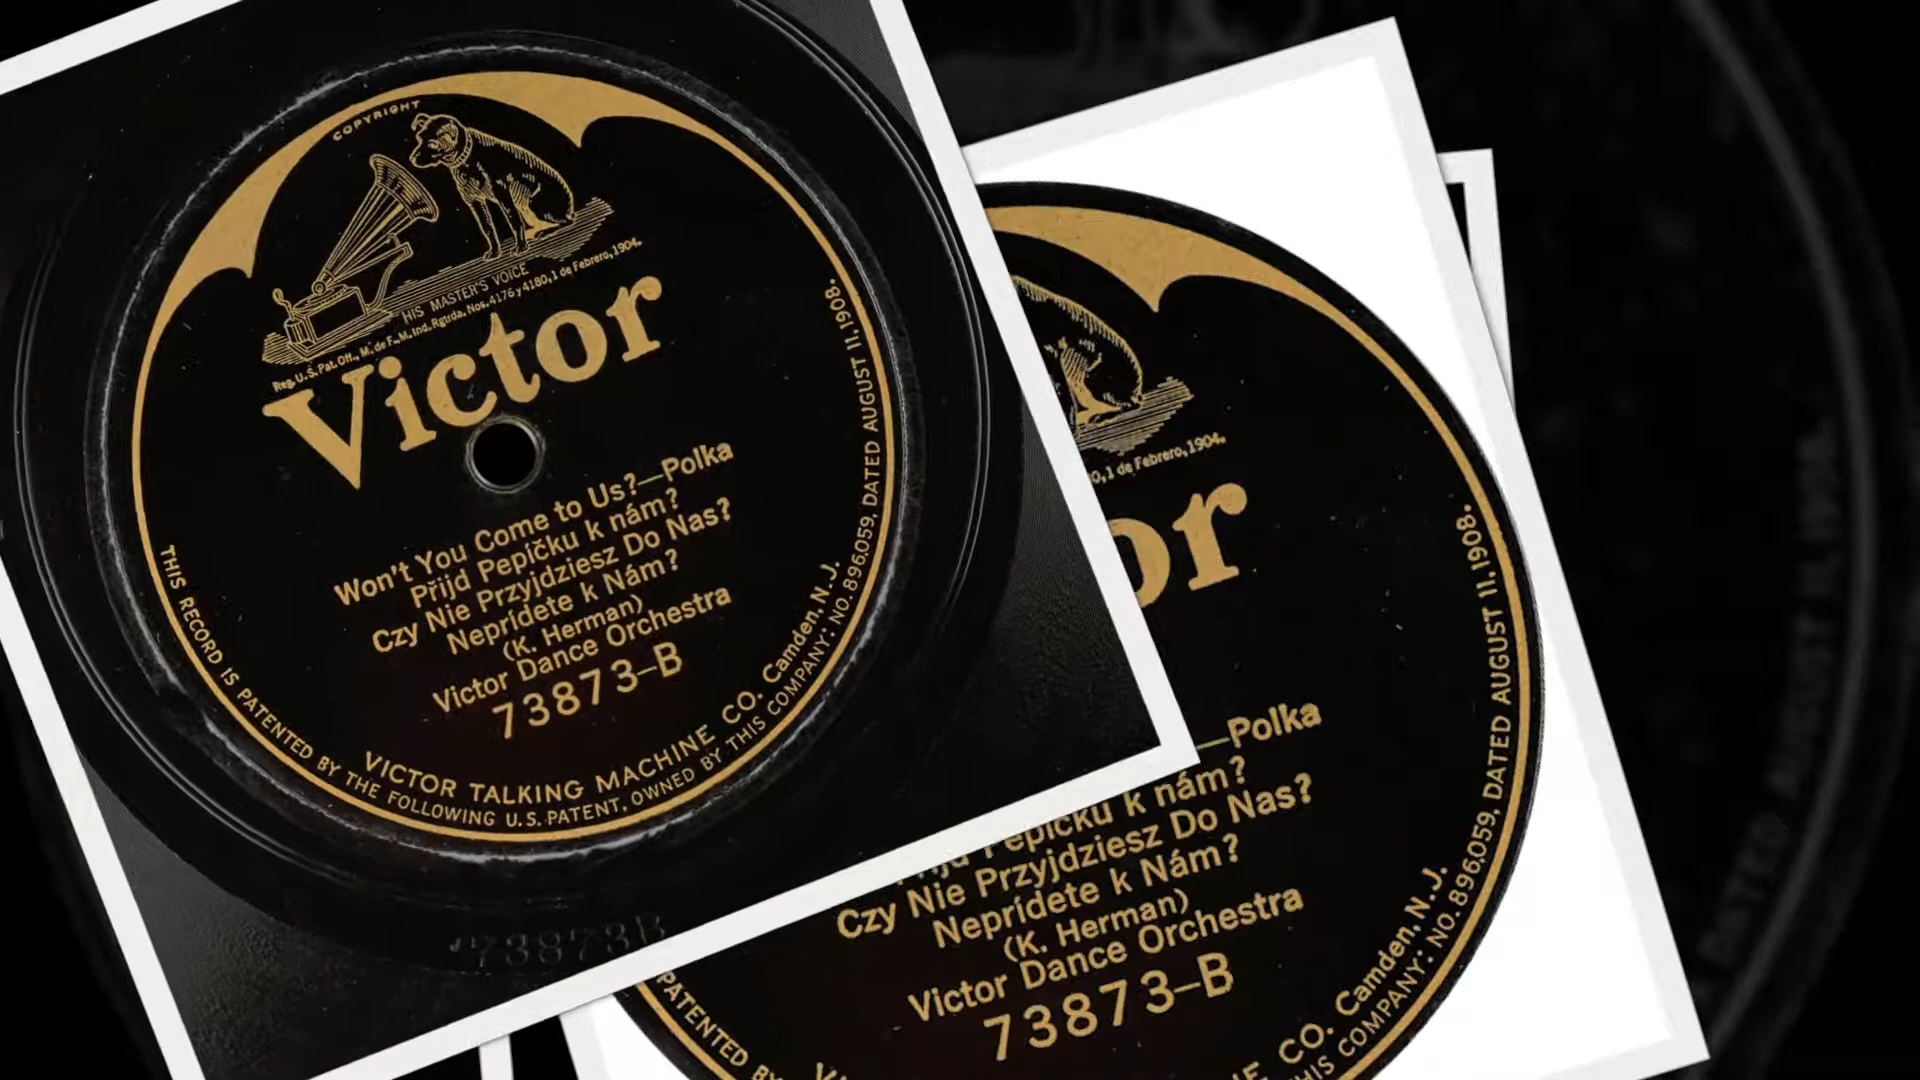 COPYRIGHT
HIS MASTER'S VOICE
Reg. U.S. Pat. Off., M. de F., M. Ind. Rgtrda. Nos. 4176 y 4180, 1 de Febrero, 1904.
Victor
Won't You Come to Us?—Polka
Přijd Pepíčku k nám?
Czy Nie Przyjdziesz Do Nas?
Neprídete k Nám?
(K. Herman)
Victor Dance Orchestra
73873-B
VICTOR TALKING MACHINE CO. Camden, N.J.
THIS RECORD IS PATENTED BY THE FOLLOWING U.S. PATENT, OWNED BY THIS COMPANY: NO. 896,059, DATED AUGUST 11, 1908.
73873B
1 de Febrero, 1904.
or
—Polka
k nám?
Czy Nie Przyjdziesz Do Nas?
Neprídete k Nám?
(K. Herman)
Victor Dance Orchestra
73873-B
CO. Camden, N.J.
PATENTED
THIS COMPANY: NO. 896,059, DATED AUGUST 11, 1908.